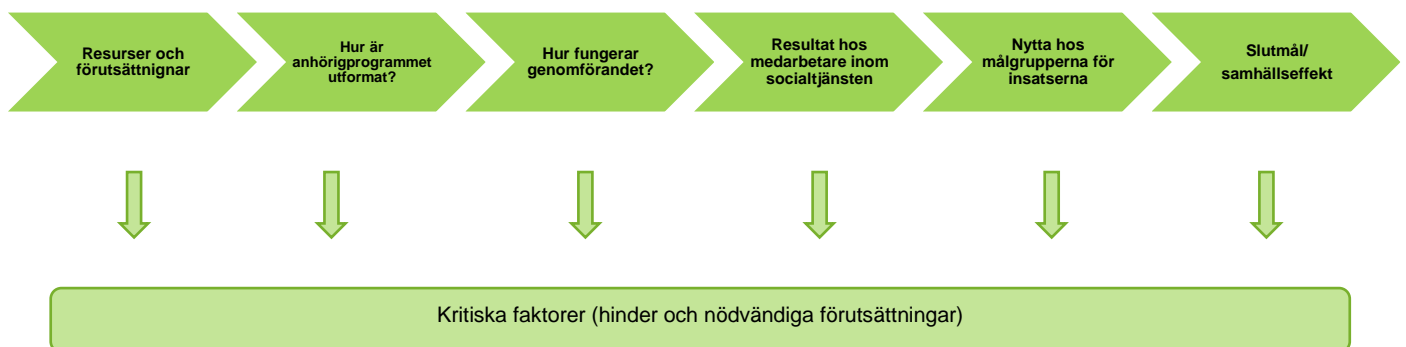 Resurser och
förutsättnignar
Hur är
anhörigprogrammet
utformat?
Hur fungerar
genomförandet?
Resultat hos
medarbetare inom
socialtjänsten
Nytta hos
målgrupperna för
insatserna
Slutmål/
samhällseffekt
Kritiska faktorer (hinder och nödvändiga förutsättningar)